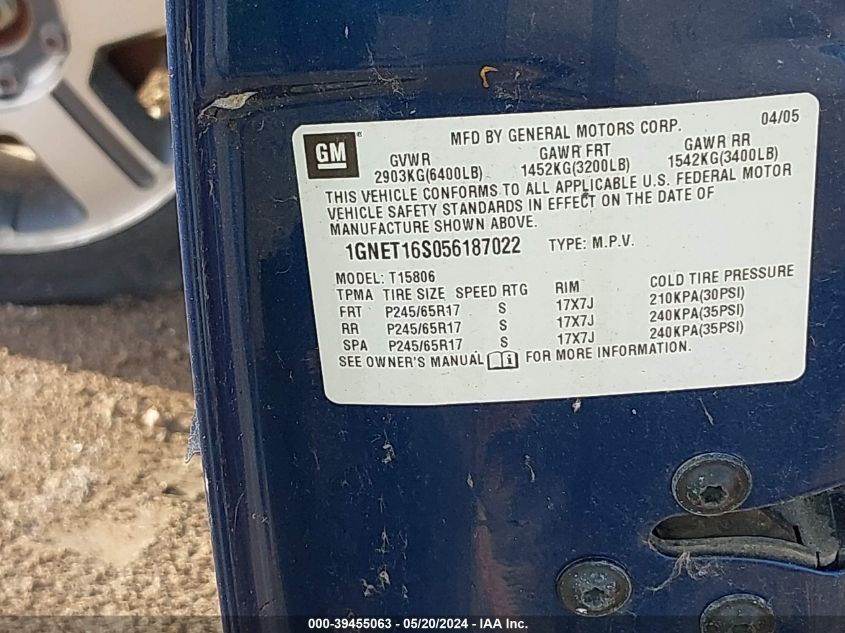 GM ® MFD BY GENERAL MOTORS CORP. 04/05
GVWR GAWR FRT GAWR RR
2903KG(6400LB) 1452KG(3200LB) 1542KG(3400LB)
THIS VEHICLE CONFORMS TO ALL APPLICABLE U.S. FEDERAL MOTOR
VEHICLE SAFETY STANDARDS IN EFFECT ON THE DATE OF
MANUFACTURE SHOWN ABOVE.
1GNET16S056187022 TYPE: M.P.V.
MODEL: T15806
TPMA TIRE SIZE SPEED RTG RIM COLD TIRE PRESSURE
FRT P245/65R17 S 17X7J 210KPA(30PSI)
RR P245/65R17 S 17X7J 240KPA(35PSI)
SPA P245/65R17 S 17X7J 240KPA(35PSI)
SEE OWNER'S MANUAL FOR MORE INFORMATION.
000-39455063 - 05/20/2024 - IAA, Inc.